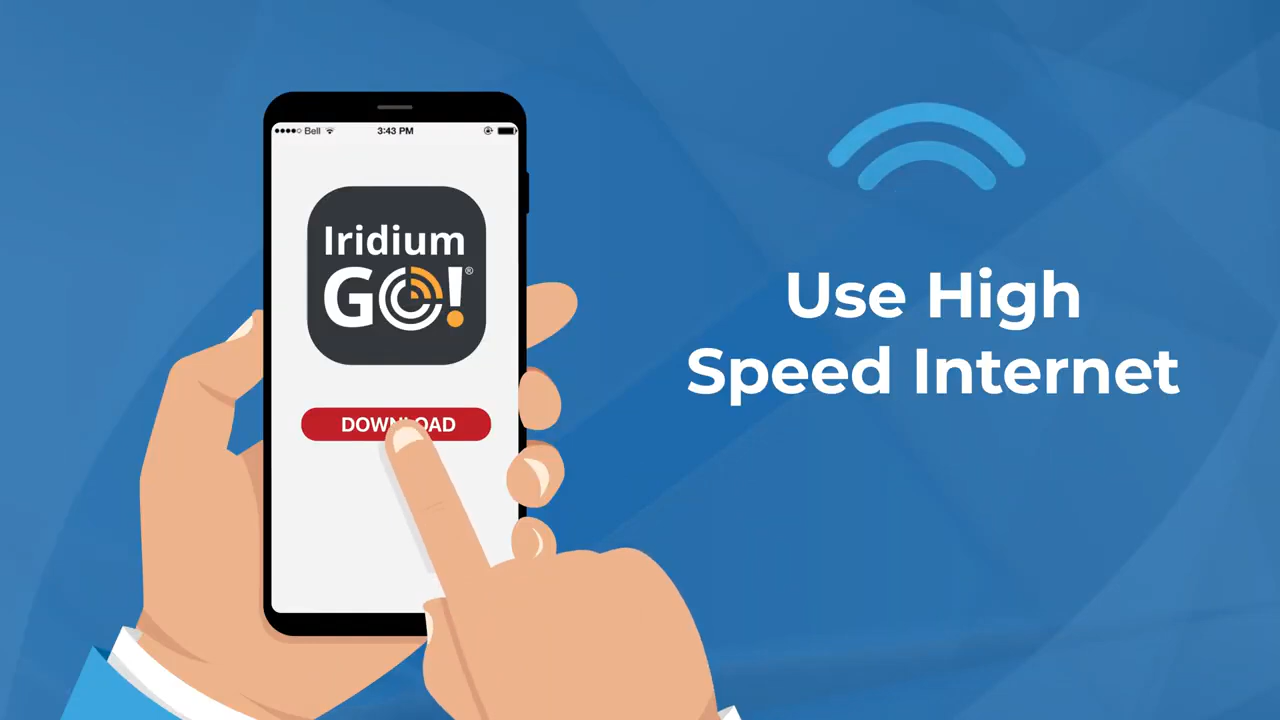 Bell 3:43 PM
Iridium
GO!®
DOWNLOAD
Use High
Speed Internet